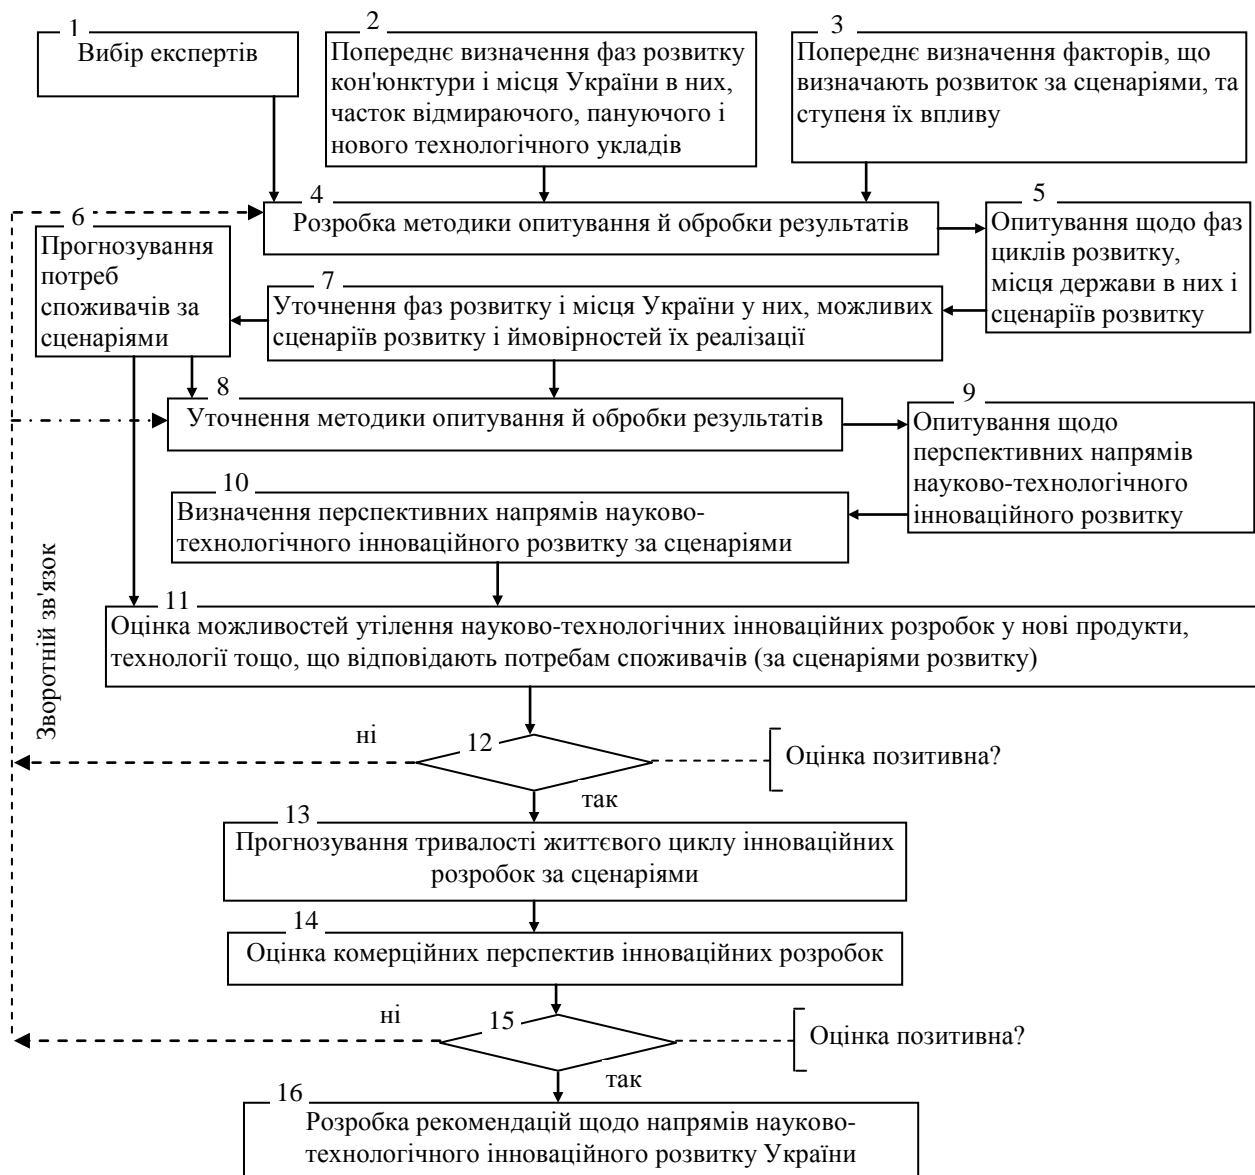 1
Вибір експертів
2
Попереднє визначення фаз розвитку
кон'юнктури і місця України в них,
часток відмираючого, пануючого і
нового технологічного укладів
3
Попереднє визначення факторів, що
визначають розвиток за сценаріями, та
ступеня їх впливу
4
Розробка методики опитування й обробки результатів
5
Опитування щодо фаз
циклів розвитку,
місця держави в них і
сценаріїв розвитку
6
Прогнозування
потреб
споживачів за
сценаріями
7
Уточнення фаз розвитку і місця України у них, можливих
сценаріїв розвитку і ймовірностей їх реалізації
8
Уточнення методики опитування й обробки результатів
9
Опитування щодо
перспективних напрямів
науково-технологічного
інноваційного розвитку
10
Визначення перспективних напрямів науково-
технологічного інноваційного розвитку за сценаріями
Зворотній зв'язок
11
Оцінка можливостей утілення науково-технологічних інноваційних розробок у нові продукти,
технології тощо, що відповідають потребам споживачів (за сценаріями розвитку)
ні
12
Оцінка позитивна?
так
13
Прогнозування тривалості життєвого циклу інноваційних
розробок за сценаріями
14
Оцінка комерційних перспектив інноваційних розробок
ні
15
Оцінка позитивна?
так
16
Розробка рекомендацій щодо напрямів науково-
технологічного інноваційного розвитку України